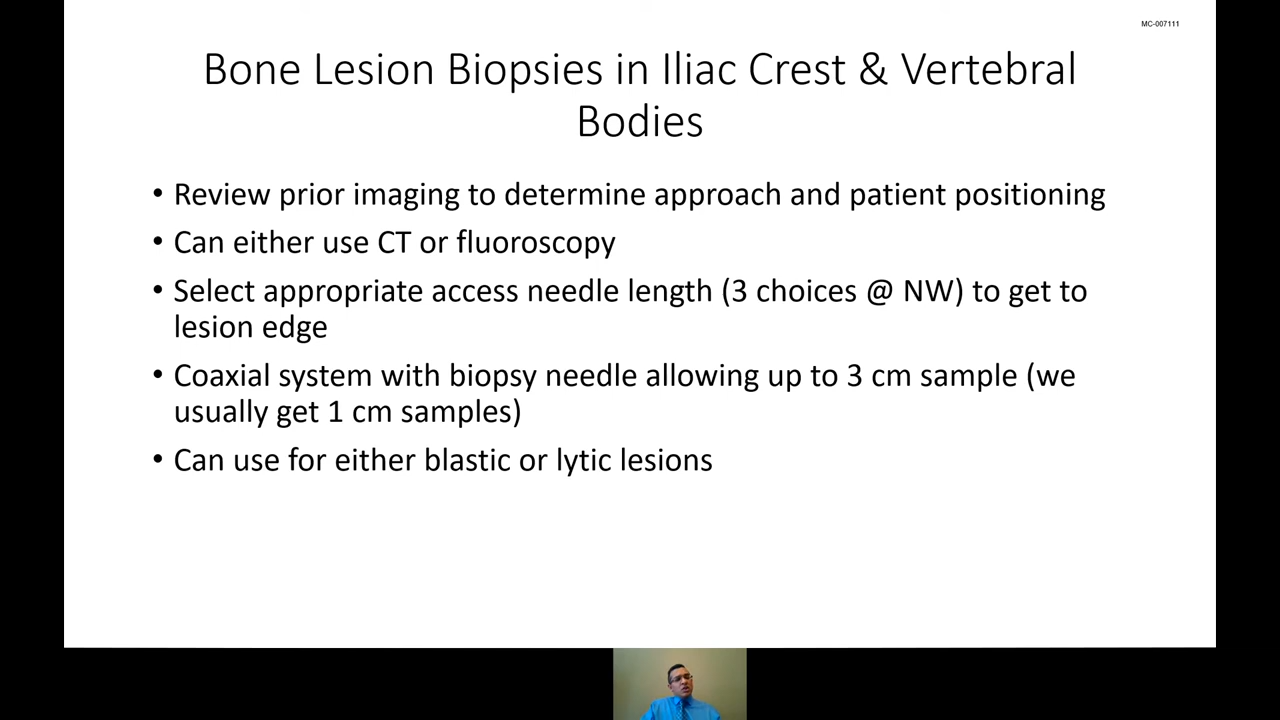 MC-007111
Bone Lesion Biopsies in Iliac Crest & Vertebral
Bodies
• Review prior imaging to determine approach and patient positioning
• Can either use CT or fluoroscopy
• Select appropriate access needle length (3 choices @ NW) to get to
lesion edge
• Coaxial system with biopsy needle allowing up to 3 cm sample (we
usually get 1 cm samples)
• Can use for either blastic or lytic lesions